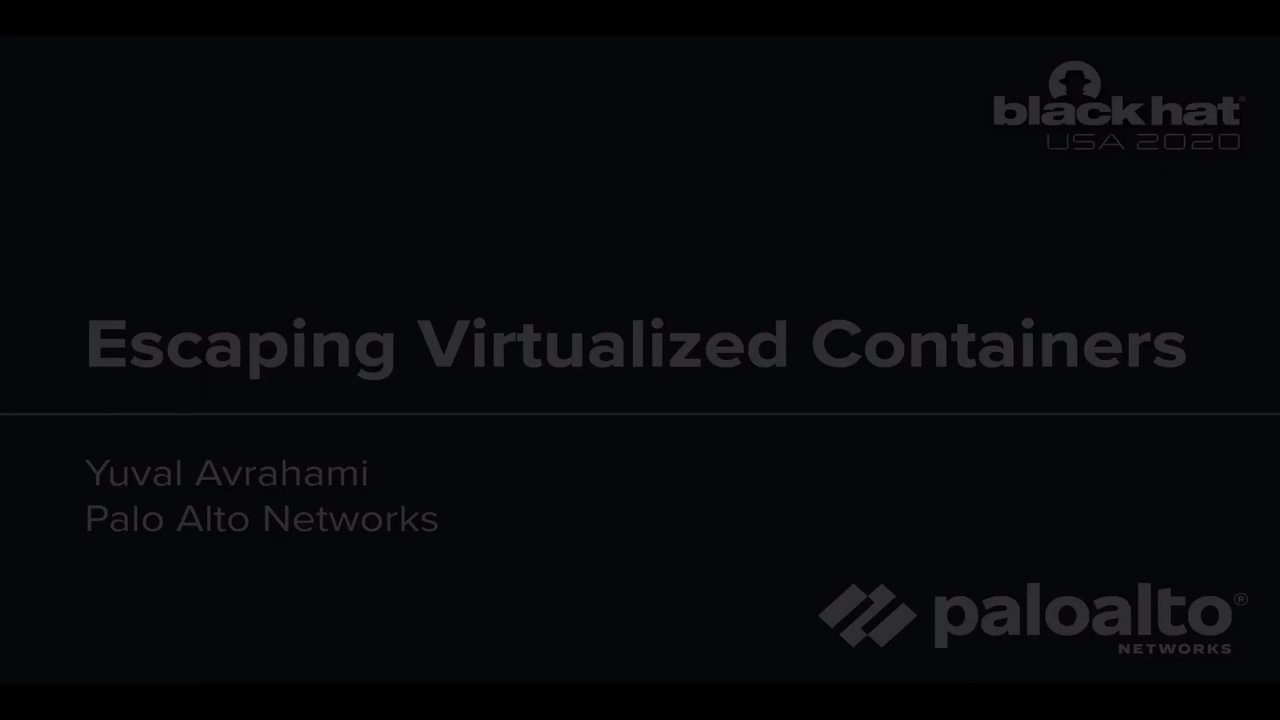 black hat
USA 2020
Escaping Virtualized Containers
Yuval Avrahami
Palo Alto Networks
paloalto®
NETWORKS